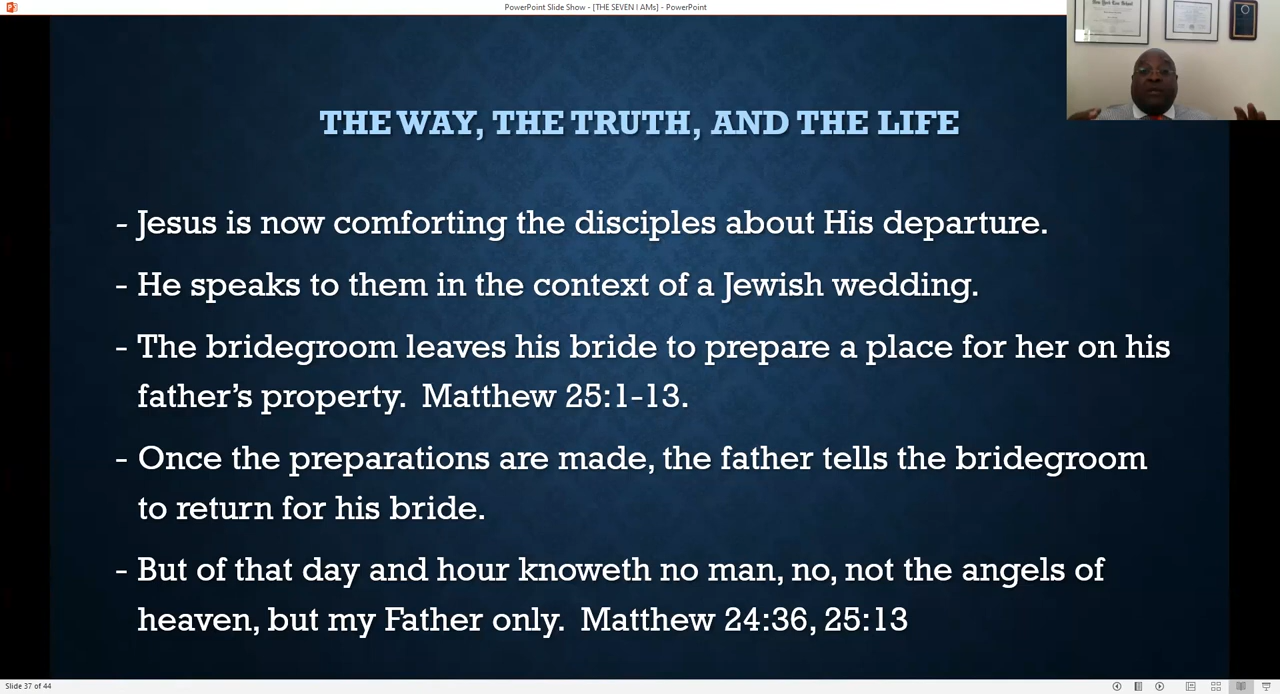 PowerPoint Slide Show - [THE SEVEN I AMs] - PowerPoint
New York Law School
THE WAY, THE TRUTH, AND THE LIFE
- Jesus is now comforting the disciples about His departure.
- He speaks to them in the context of a Jewish wedding.
- The bridegroom leaves his bride to prepare a place for her on his
father’s property.  Matthew 25:1-13.
- Once the preparations are made, the father tells the bridegroom
to return for his bride.
- But of that day and hour knoweth no man, no, not the angels of
heaven, but my Father only.  Matthew 24:36, 25:13
Slide 37 of 44